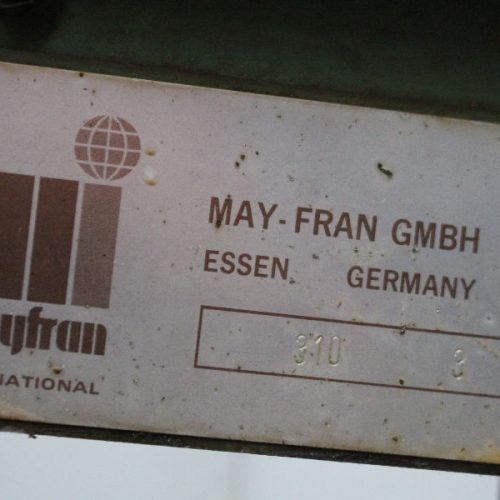 MAY-FRAN GMBH
ESSEN, GERMANY
310 3
yfran
NATIONAL